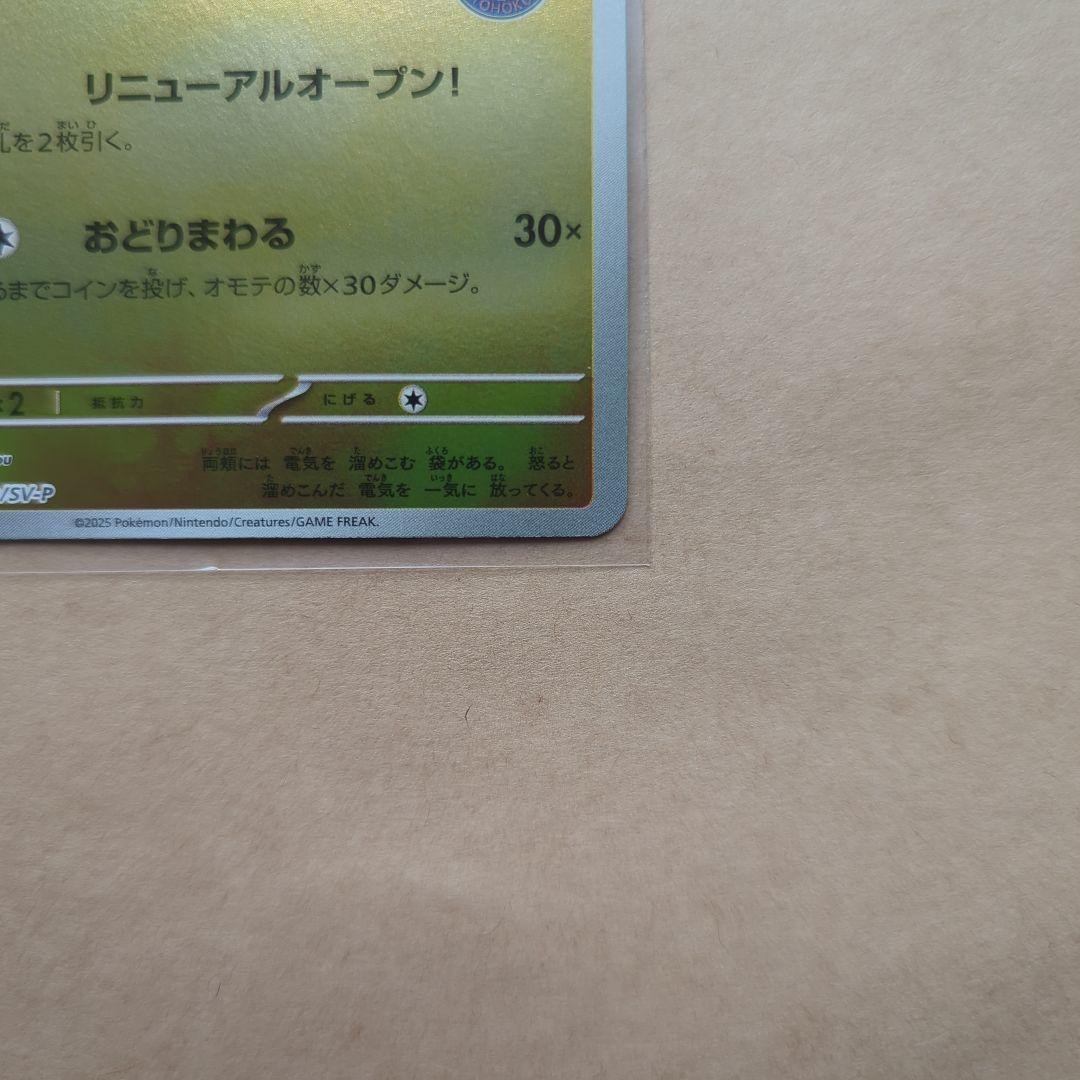 TOHOKU
リニューアルオープン!
札を2枚引く。
おどりまわる 30×
るまでコインを投げ、オモテの数×30ダメージ。
×2 抵抗力 にげる
両頬には 電気を 溜めこむ 袋がある。 怒ると
/SV-P 溜めこんだ 電気を 一気に 放ってくる。
©2025 Pokémon/Nintendo/Creatures/GAME FREAK.